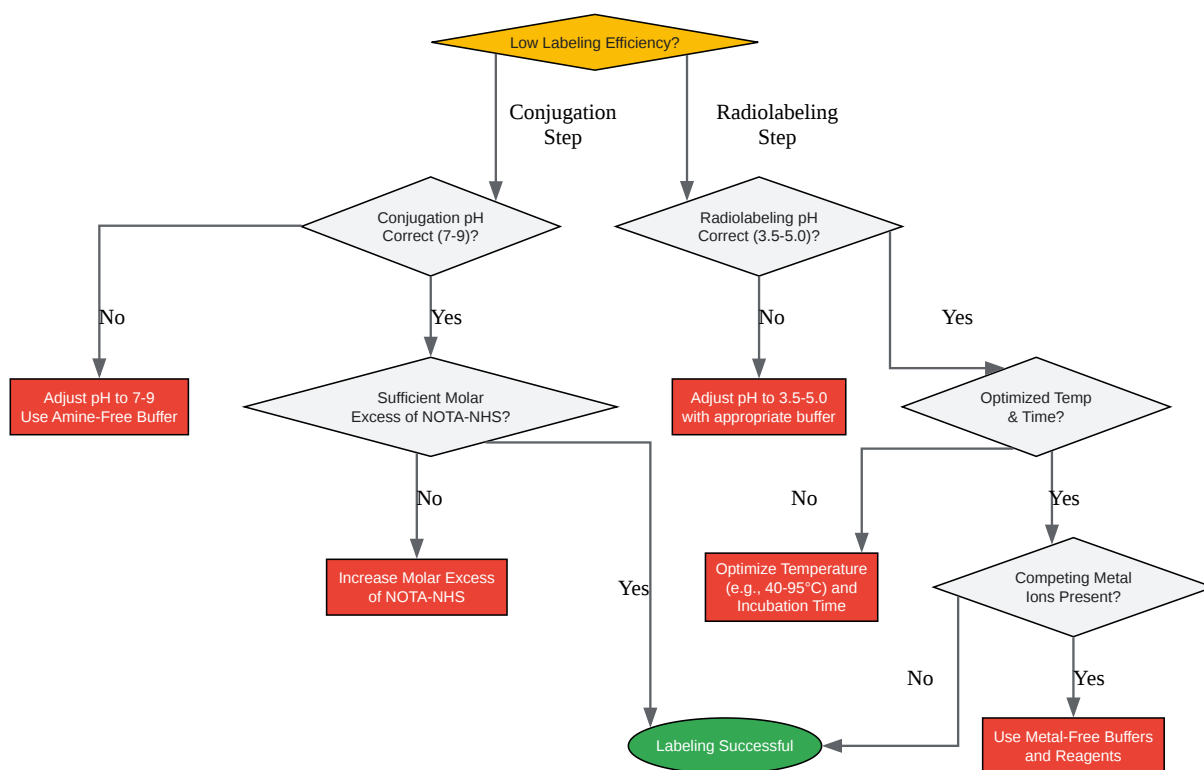 Low Labeling Efficiency?
Conjugation
Step
Radiolabeling
Step
Conjugation pH
Correct (7-9)?
Radiolabeling pH
Correct (3.5-5.0)?
No
Yes
No
Yes
Adjust pH to 7-9
Use Amine-Free Buffer
Sufficient Molar
Excess of NOTA-NHS?
Adjust pH to 3.5-5.0
with appropriate buffer
Optimized Temp
& Time?
No
Yes
No
Yes
Increase Molar Excess
of NOTA-NHS
Optimize Temperature
(e.g., 40-95°C) and
Incubation Time
Competing Metal
Ions Present?
No
Yes
Labeling Successful
Use Metal-Free Buffers
and Reagents